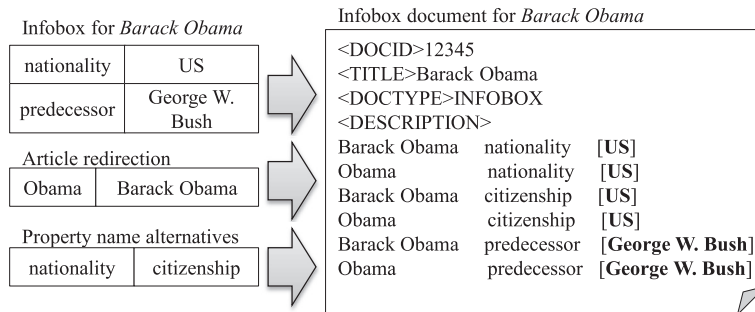 Infobox for Barack Obama
nationality US
predecessor George W.
Bush
Article redirection
Obama Barack Obama
Property name alternatives
nationality citizenship
Infobox document for Barack Obama
<DOCID>12345
<TITLE>Barack Obama
<DOCTYPE>INFOBOX
<DESCRIPTION>
Barack Obama nationality [US]
Obama nationality [US]
Barack Obama citizenship [US]
Obama citizenship [US]
Barack Obama predecessor [George W. Bush]
Obama predecessor [George W. Bush]